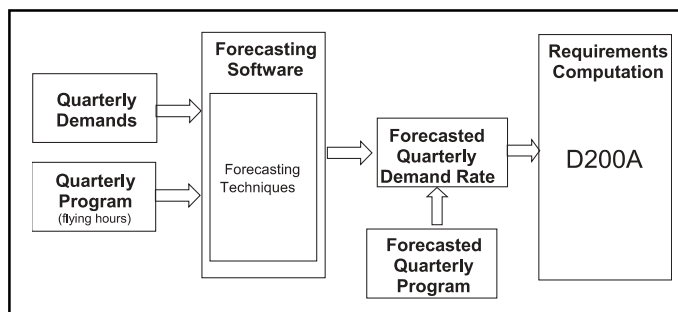 Quarterly
Demands
Quarterly
Program
(flying hours)
Forecasting
Software
Forecasting
Techniques
Forecasted
Quarterly
Demand Rate
Forecasted
Quarterly
Program
Requirements
Computation
D200A